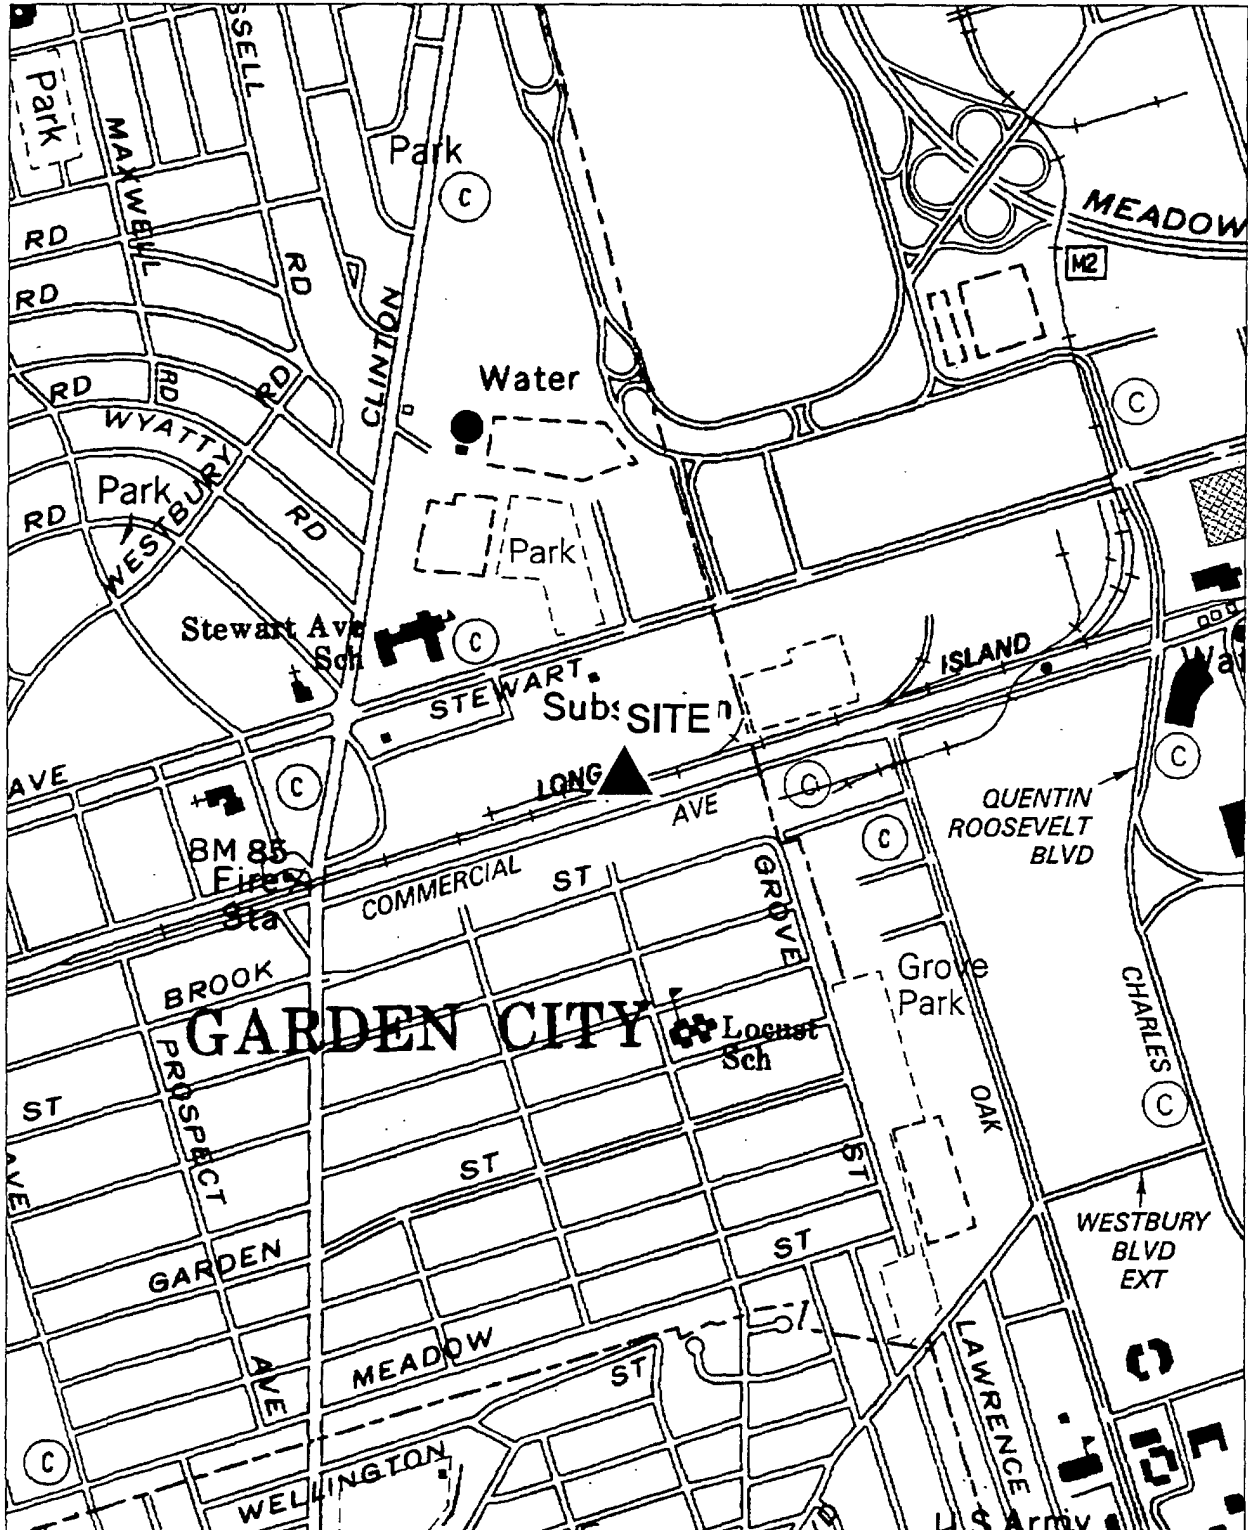 SSELL
Park
MAXWELL
Park
C
MEADOW
RD
RD
M2
RD
CLINTON
Water
RD
RD
RD
C
WYATT
Park
WESTBURY
RD
RD
Park
Stewart Ave
Sch
C
ISLAND
STEWART
Subs
SITE
n
Wa
AVE
C
LONG
C
C
AVE
QUENTIN
ROOSEVELT
BLVD
C
BM 85
Fire
Sta
COMMERCIAL
ST
GROVE
BROOK
Grove
Park
CHARLES
GARDEN CITY
Locust
Sch
PROSPECT
ST
OAK
C
AVE
ST
ST
WESTBURY
BLVD
EXT
GARDEN
ST
MEADOW
ST
AVE
LAWRENCE
C
WELLINGTON
U S Army